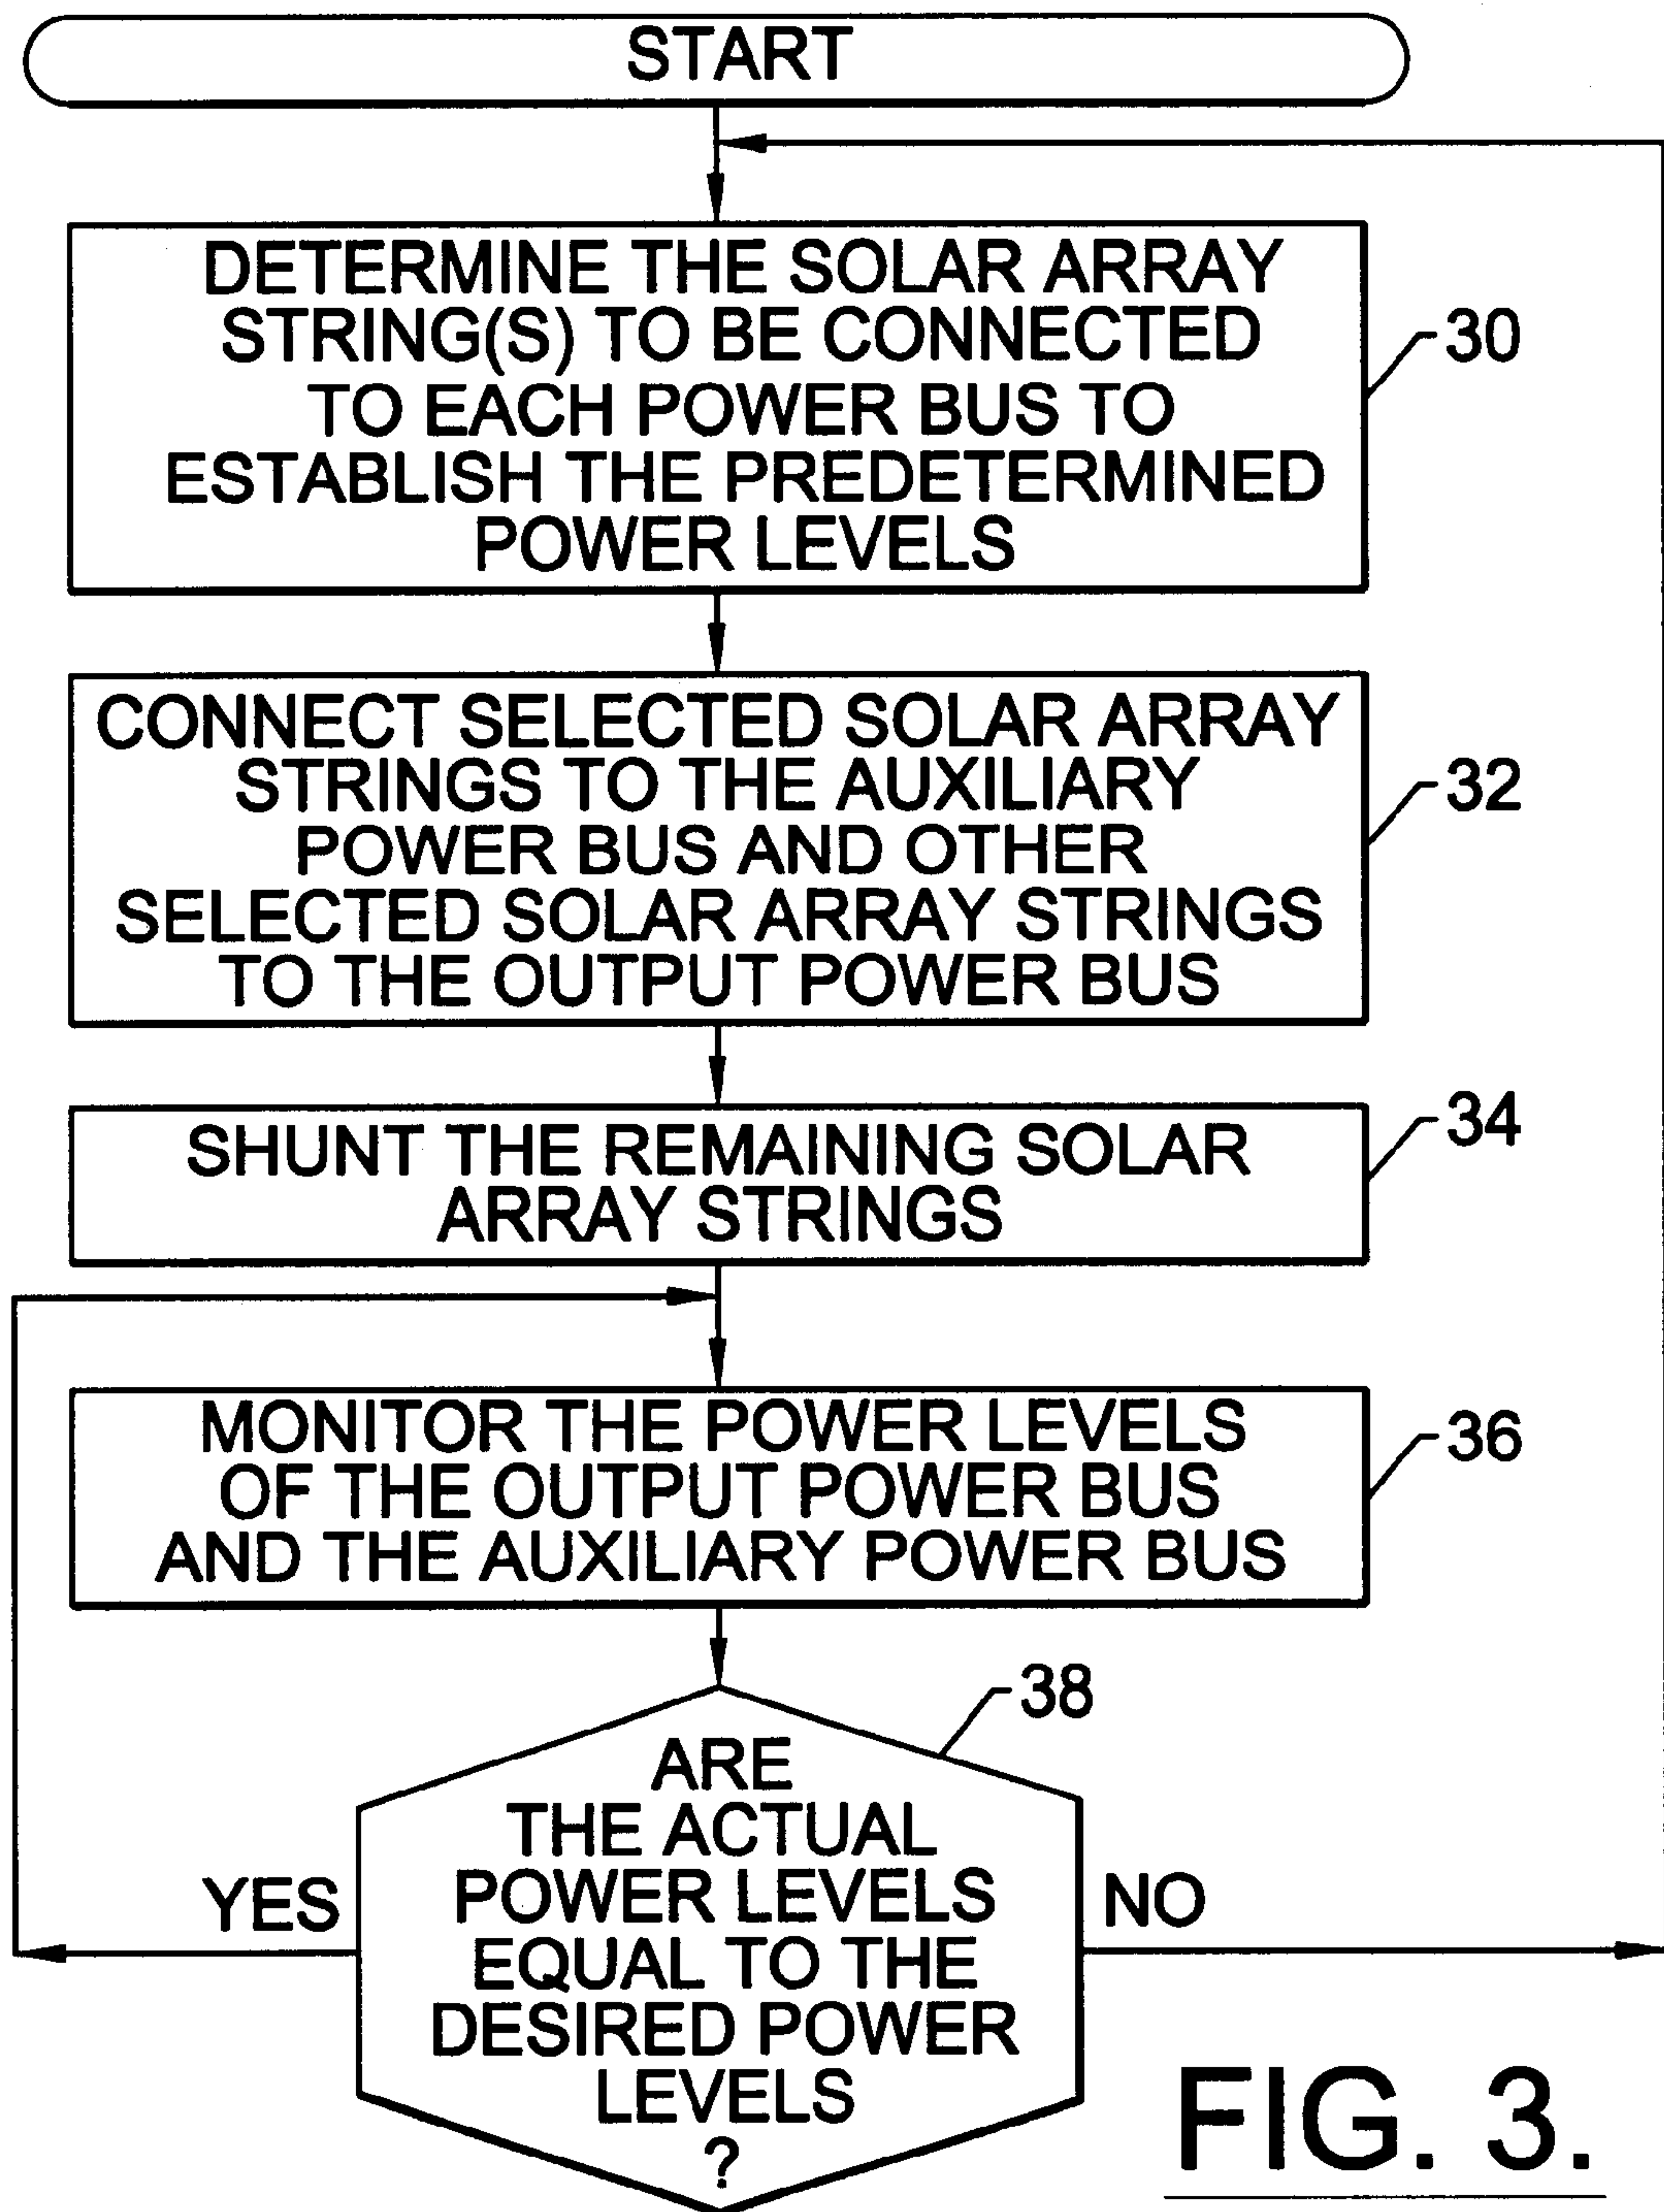 START
DETERMINE THE SOLAR ARRAY
STRING(S) TO BE CONNECTED
TO EACH POWER BUS TO
ESTABLISH THE PREDETERMINED
POWER LEVELS
30
CONNECT SELECTED SOLAR ARRAY
STRINGS TO THE AUXILIARY
POWER BUS AND OTHER
SELECTED SOLAR ARRAY STRINGS
TO THE OUTPUT POWER BUS
32
SHUNT THE REMAINING SOLAR
ARRAY STRINGS
34
MONITOR THE POWER LEVELS
OF THE OUTPUT POWER BUS
AND THE AUXILIARY POWER BUS
36
38
ARE
THE ACTUAL
POWER LEVELS
EQUAL TO THE
DESIRED POWER
LEVELS
?
YES
NO
FIG. 3.